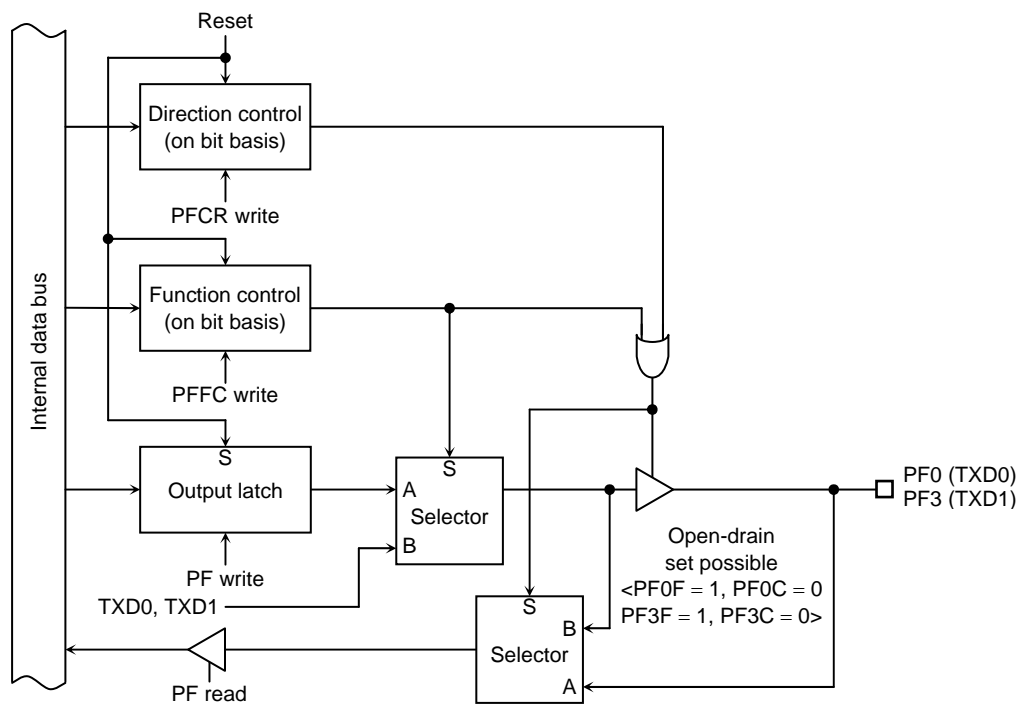 Reset
Direction control
(on bit basis)
PFCR write
Internal data bus
Function control
(on bit basis)
PFFC write
S
Output latch
PF write
TXD0, TXD1
S
A
Selector
B
PF0 (TXD0)
PF3 (TXD1)
Open-drain
set possible
<PF0F = 1, PF0C = 0
PF3F = 1, PF3C = 0>
S
B
Selector
A
PF read